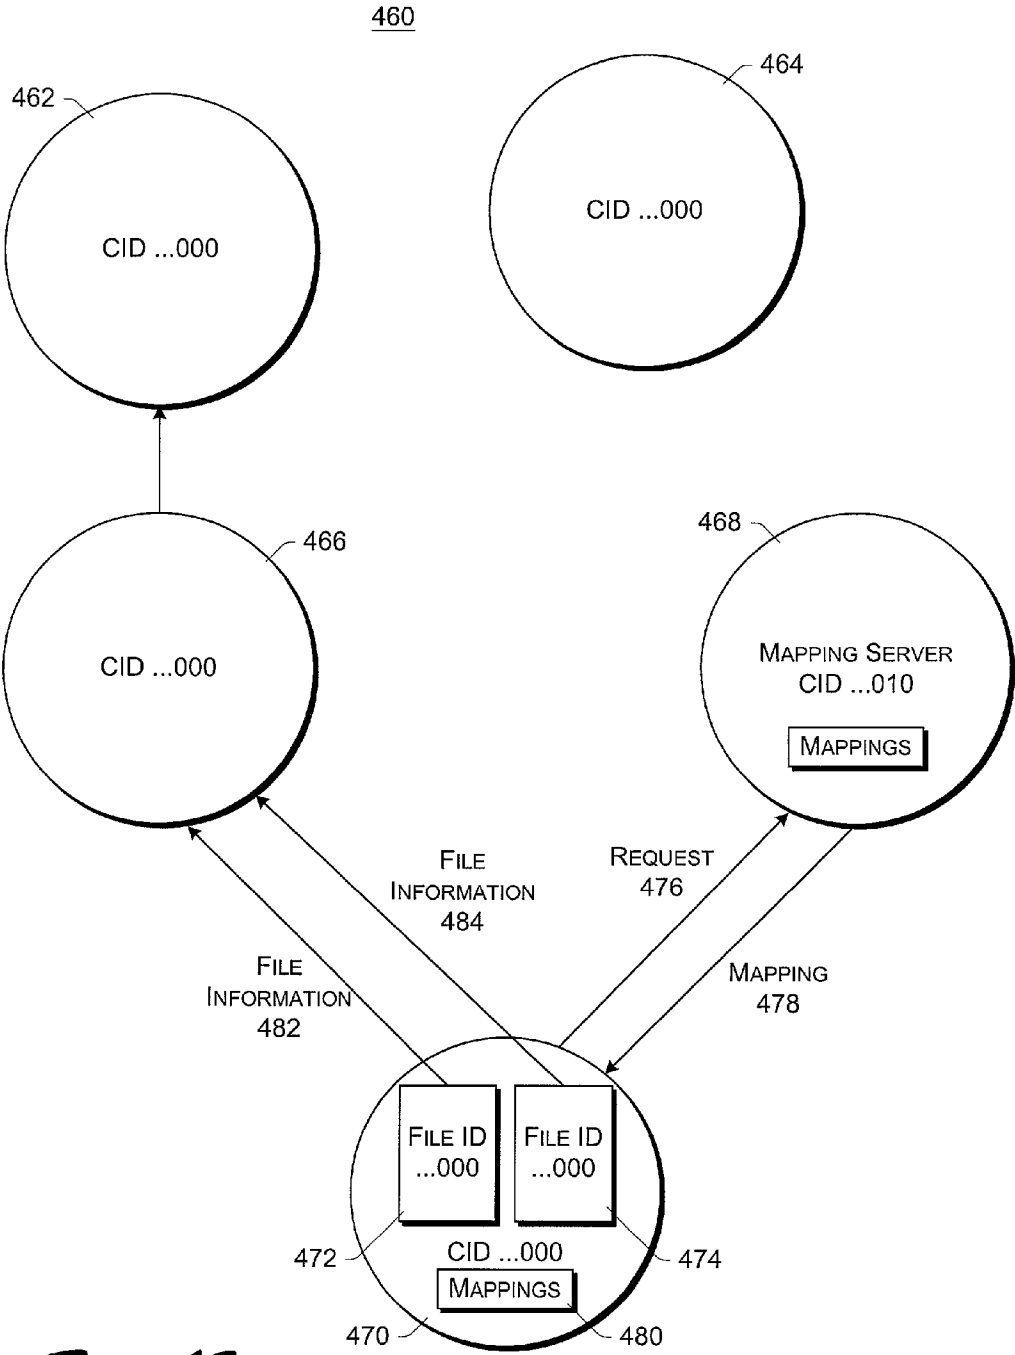 460
462
CID ...000
464
CID ...000
466
CID ...000
468
MAPPING SERVER
CID ...010
MAPPINGS
FILE
INFORMATION
484
REQUEST
476
FILE
INFORMATION
482
MAPPING
478
FILE ID
...000
FILE ID
...000
472
CID ...000
474
MAPPINGS
470
480